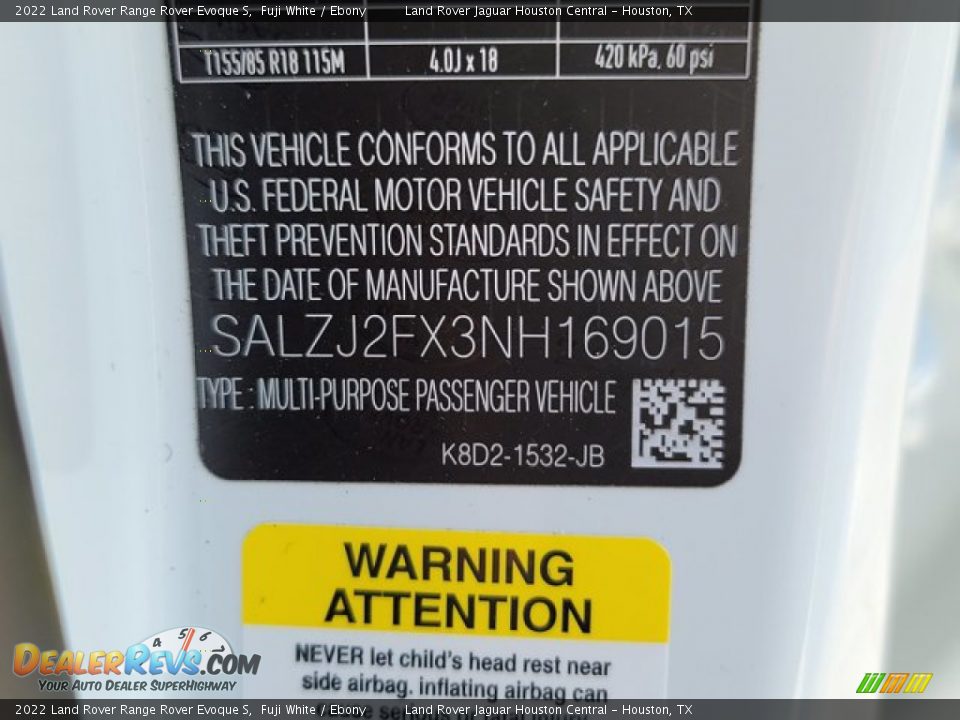 2022 Land Rover Range Rover Evoque S, Fuji White / Ebony Land Rover Jaguar Houston Central - Houston, TX
T155/85 R18 115M 4.0J x 18 420 kPa, 60 psi
THIS VEHICLE CONFORMS TO ALL APPLICABLE
U.S. FEDERAL MOTOR VEHICLE SAFETY AND
THEFT PREVENTION STANDARDS IN EFFECT ON
THE DATE OF MANUFACTURE SHOWN ABOVE
SALZJ2FX3NH169015
TYPE : MULTI-PURPOSE PASSENGER VEHICLE
K8D2-1532-JB
WARNING
ATTENTION
NEVER let child's head rest near
side airbag. inflating airbag can
4 5 6
DEALERREVS.COM
YOUR AUTO DEALER SUPERHIGHWAY
2022 Land Rover Range Rover Evoque S, Fuji White / Ebony Land Rover Jaguar Houston Central - Houston, TX